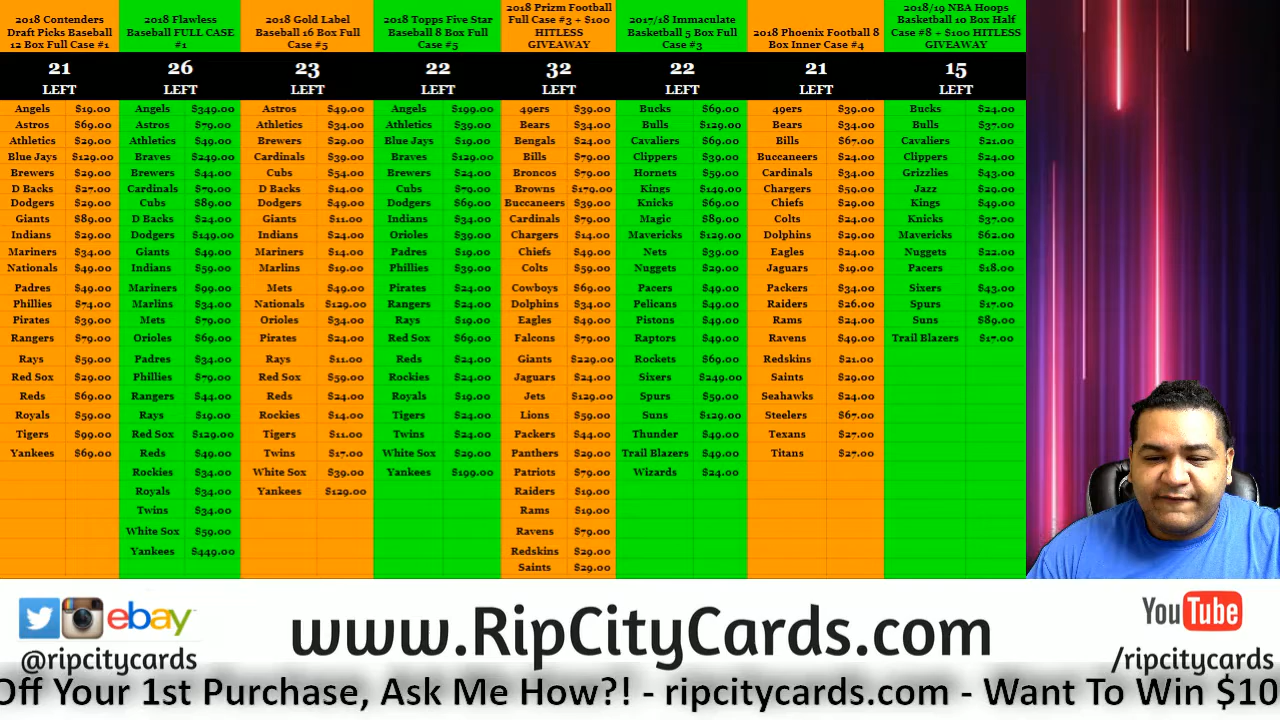 2018 Contenders
Draft Picks Baseball
12 Box Full Case #1
21
LEFT
Angels $19.00
Astros $69.00
Athletics $29.00
Blue Jays $129.00
Brewers $29.00
D Backs $27.00
Dodgers $29.00
Giants $89.00
Indians $29.00
Mariners $34.00
Nationals $49.00
Padres $49.00
Phillies $74.00
Pirates $39.00
Rangers $79.00
Rays $59.00
Red Sox $29.00
Reds $69.00
Royals $59.00
Tigers $99.00
Yankees $69.00
2018 Flawless
Baseball FULL CASE
#1
26
LEFT
Angels $349.00
Astros $79.00
Athletics $49.00
Braves $249.00
Brewers $44.00
Cardinals $79.00
Cubs $89.00
D Backs $24.00
Dodgers $149.00
Giants $49.00
Indians $59.00
Mariners $99.00
Marlins $34.00
Mets $79.00
Orioles $69.00
Padres $34.00
Phillies $79.00
Rangers $44.00
Rays $19.00
Red Sox $129.00
Reds $49.00
Rockies $34.00
Royals $34.00
Twins $34.00
White Sox $59.00
Yankees $449.00
2018 Gold Label
Baseball 16 Box Full
Case #5
23
LEFT
Astros $49.00
Athletics $34.00
Brewers $29.00
Cardinals $39.00
Cubs $54.00
D Backs $14.00
Dodgers $49.00
Giants $11.00
Indians $24.00
Mariners $14.00
Marlins $19.00
Mets $49.00
Nationals $129.00
Orioles $34.00
Pirates $24.00
Rays $11.00
Red Sox $59.00
Reds $24.00
Rockies $14.00
Tigers $11.00
Twins $17.00
White Sox $39.00
Yankees $129.00
2018 Topps Five Star
Baseball 8 Box Full
Case #5
22
LEFT
Angels $199.00
Athletics $39.00
Blue Jays $19.00
Braves $129.00
Brewers $24.00
Cubs $79.00
Dodgers $69.00
Indians $34.00
Orioles $39.00
Padres $19.00
Phillies $39.00
Pirates $24.00
Rangers $24.00
Rays $19.00
Red Sox $69.00
Reds $24.00
Rockies $24.00
Royals $19.00
Tigers $24.00
Twins $24.00
White Sox $29.00
Yankees $199.00
2018 Prizm Football
Full Case #3 + $100
HITLESS
GIVEAWAY
32
LEFT
49ers $39.00
Bears $34.00
Bengals $24.00
Bills $79.00
Broncos $79.00
Browns $179.00
Buccaneers $39.00
Cardinals $79.00
Chargers $14.00
Chiefs $49.00
Colts $59.00
Cowboys $69.00
Dolphins $34.00
Eagles $49.00
Falcons $79.00
Giants $229.00
Jaguars $24.00
Jets $129.00
Lions $59.00
Packers $44.00
Panthers $29.00
Patriots $79.00
Raiders $19.00
Rams $19.00
Ravens $79.00
Redskins $29.00
Saints $29.00
2017/18 Immaculate
Basketball 5 Box Full
Case #3
22
LEFT
Bucks $69.00
Bulls $129.00
Cavaliers $69.00
Clippers $39.00
Hornets $59.00
Kings $149.00
Knicks $69.00
Magic $89.00
Mavericks $129.00
Nets $39.00
Nuggets $29.00
Pacers $49.00
Pelicans $49.00
Pistons $49.00
Raptors $49.00
Rockets $69.00
Sixers $249.00
Spurs $59.00
Suns $129.00
Thunder $49.00
Trail Blazers $49.00
Wizards $24.00
2018 Phoenix Football 8
Box Inner Case #4
21
LEFT
49ers $39.00
Bears $34.00
Bills $67.00
Buccaneers $24.00
Cardinals $34.00
Chargers $59.00
Chiefs $29.00
Colts $24.00
Dolphins $29.00
Eagles $24.00
Jaguars $19.00
Packers $34.00
Raiders $26.00
Rams $24.00
Ravens $49.00
Redskins $21.00
Saints $29.00
Seahawks $24.00
Steelers $67.00
Texans $27.00
Titans $27.00
2018/19 NBA Hoops
Basketball 10 Box Half
Case #8 + $100 HITLESS
GIVEAWAY
15
LEFT
Bucks $24.00
Bulls $37.00
Cavaliers $21.00
Clippers $24.00
Grizzlies $43.00
Jazz $29.00
Kings $49.00
Knicks $37.00
Mavericks $62.00
Nuggets $22.00
Pacers $18.00
Sixers $43.00
Spurs $17.00
Suns $89.00
Trail Blazers $17.00
ebay
@ripcitycards
www.RipCityCards.com
YouTube
/ripcitycards
Off Your 1st Purchase, Ask Me How?! - ripcitycards.com - Want To Win $10